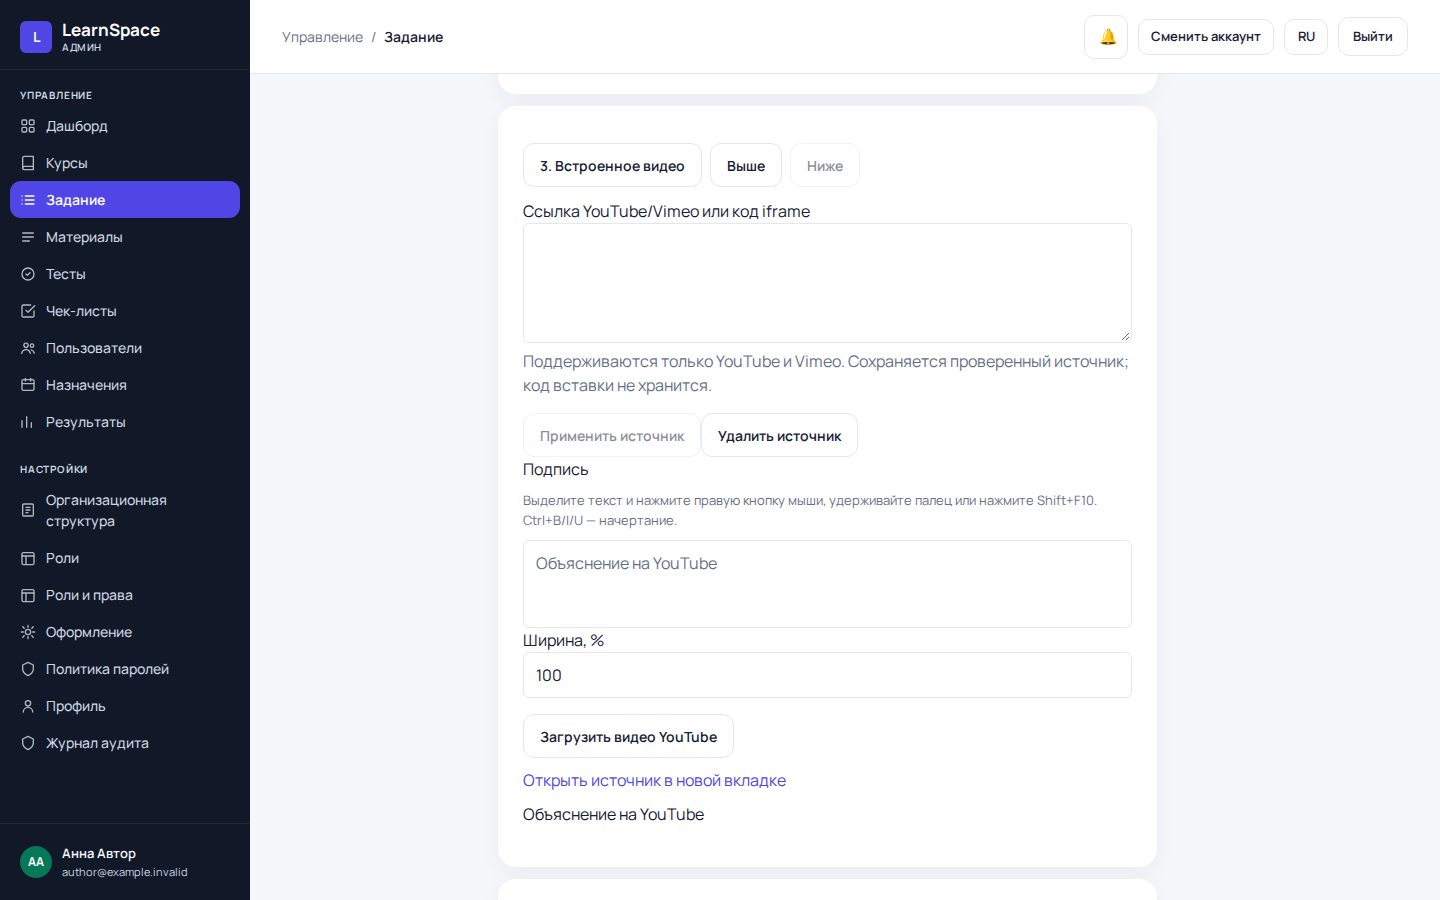 L
LearnSpace
АДМИН
УПРАВЛЕНИЕ
Дашборд
Курсы
Задание
Материалы
Тесты
Чек-листы
Пользователи
Назначения
Результаты
НАСТРОЙКИ
Организационная
структура
Роли
Роли и права
Оформление
Политика паролей
Профиль
Журнал аудита
АА
Анна Автор
author@example.invalid
Управление / Задание
Сменить аккаунт
RU
Выйти
3. Встроенное видео
Выше
Ниже
Ссылка YouTube/Vimeo или код iframe
Поддерживаются только YouTube и Vimeo. Сохраняется проверенный источник;
код вставки не хранится.
Применить источник
Удалить источник
Подпись
Выделите текст и нажмите правую кнопку мыши, удерживайте палец или нажмите Shift+F10.
Ctrl+B/I/U — начертание.
Объяснение на YouTube
Ширина, %
100
Загрузить видео YouTube
Открыть источник в новой вкладке
Объяснение на YouTube